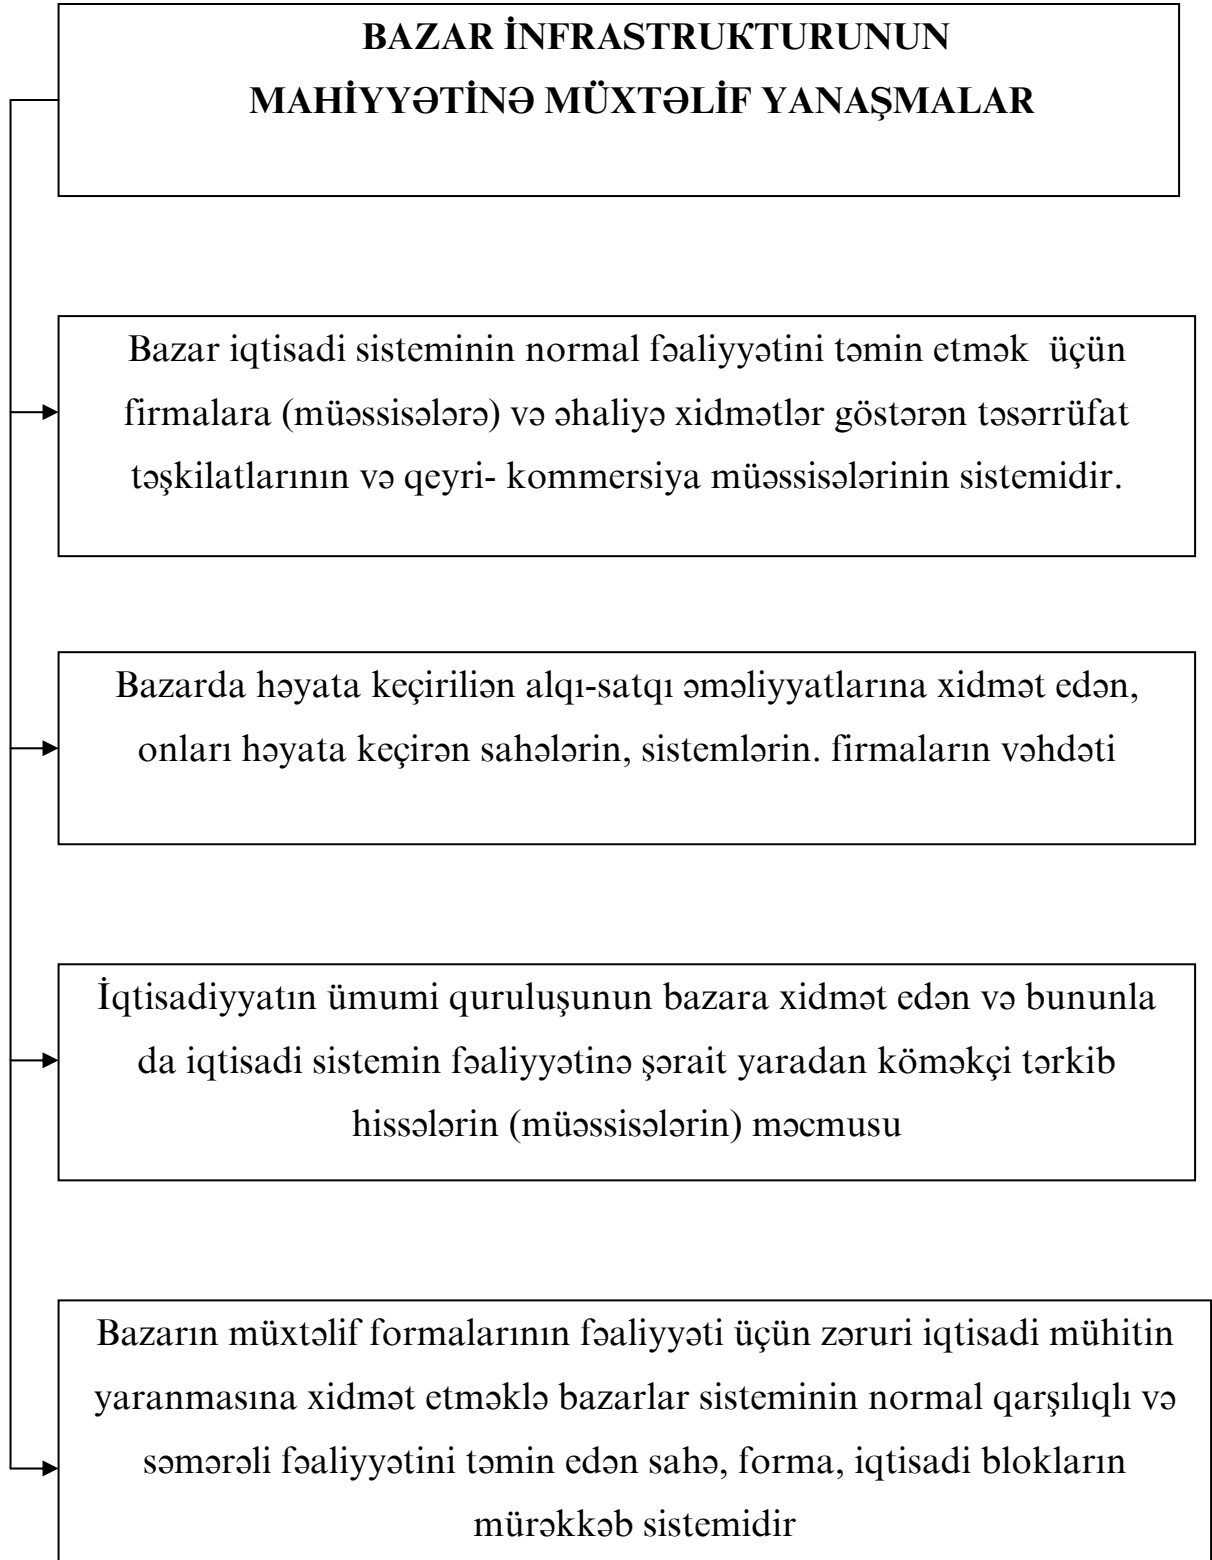 BAZAR İNFRASTRUKTURUNUN
MAHİYYƏTİNƏ MÜXTƏLİF YANAŞMALAR
Bazar iqtisadi sisteminin normal fəaliyyətini təmin etmək üçün
firmalara (müəssisələrə) və əhaliyə xidmətlər göstərən təsərrüfat
təşkilatlarının və qeyri- kommersiya müəssisələrinin sistemidir.
Bazarda həyata keçiriliən alqı-satqı əməliyyatlarına xidmət edən,
onları həyata keçirən sahələrin, sistemlərin. firmaların vəhdəti
İqtisadiyyatın ümumi quruluşunun bazara xidmət edən və bununla
da iqtisadi sistemin fəaliyyətinə şərait yaradan köməkçi tərkib
hissələrin (müəssisələrin) məcmusu
Bazarın müxtəlif formalarının fəaliyyəti üçün zəruri iqtisadi mühitin
yaranmasına xidmət etməklə bazarlar sisteminin normal qarşılıqlı və
səmərəli fəaliyyətini təmin edən sahə, forma, iqtisadi blokların
mürəkkəb sistemidir